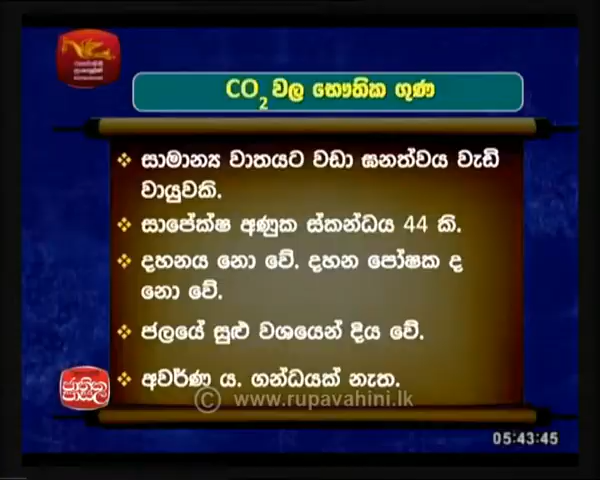 CO2 වල භෞතික ගුණ
❖ සාමාන්‍ය වාතයට වඩා ඝනත්වය වැඩි
වායුවකි.
❖ සාපේක්ෂ අණුක ස්කන්ධය 44 කි.
❖ දහනය නො වේ. දහන පෝෂක ද
නො වේ.
❖ ජලයේ සුළු වශයෙන් දිය වේ.
❖ අවර්ණ ය. ගන්ධයක් නැත.
ජාතික
පාසල
© www.rupavahini.lk
05:43:45